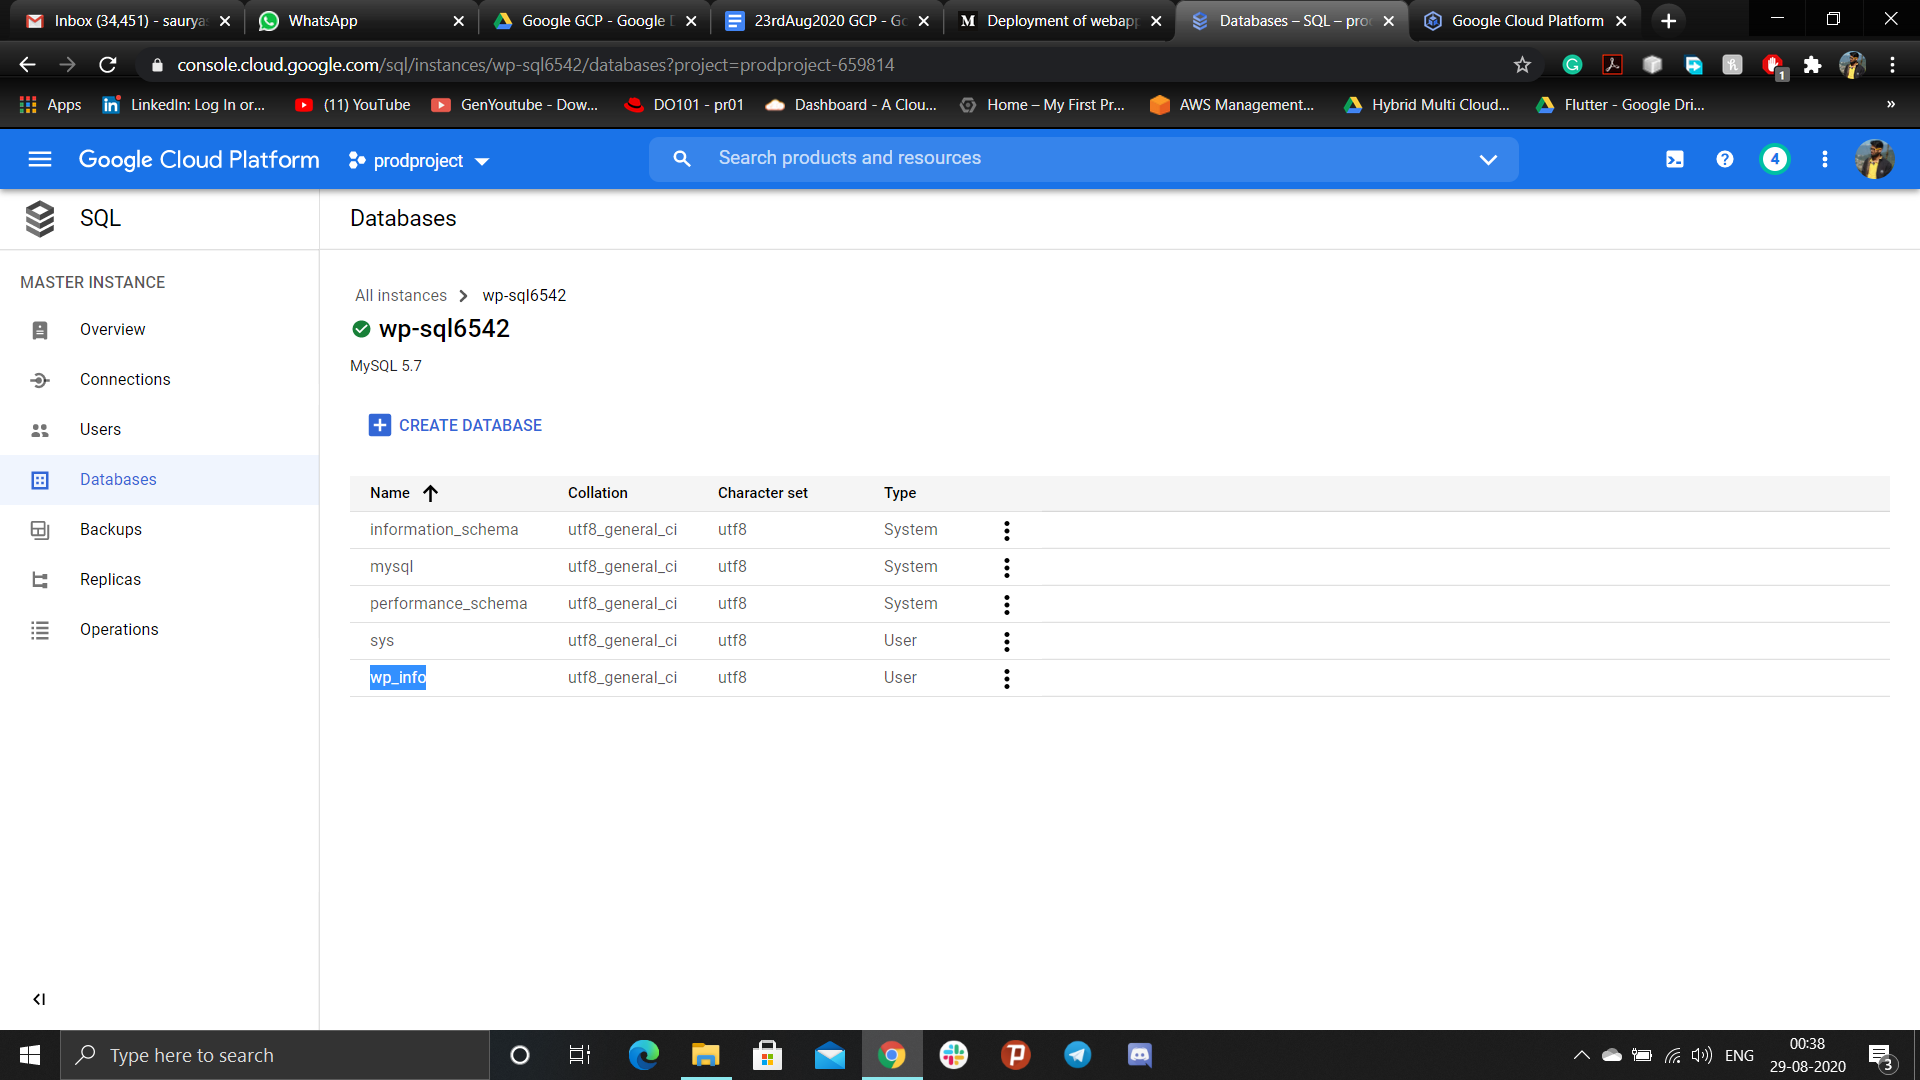 Inbox (34,451) - saurya
WhatsApp
Google GCP - Google D
23rdAug2020 GCP - Go
M
Deployment of webapp
Databases – SQL – pro
Google Cloud Platform
console.cloud.google.com/sql/instances/wp-sql6542/databases?project=prodproject-659814
1
Apps
LinkedIn: Log In or...
(11) YouTube
GenYoutube - Dow...
DO101 - pr01
Dashboard - A Clou...
Home – My First Pr...
AWS Management...
Hybrid Multi Cloud...
Flutter - Google Dri...
»
Google Cloud Platform
prodproject
Search products and resources
4
SQL
Databases
MASTER INSTANCE
Overview
Connections
Users
Databases
Backups
Replicas
Operations
All instances
wp-sql6542
wp-sql6542
MySQL 5.7
CREATE DATABASE
Name Collation Character set Type
information_schema utf8_general_ci utf8 System
mysql utf8_general_ci utf8 System
performance_schema utf8_general_ci utf8 System
sys utf8_general_ci utf8 User
wp_info utf8_general_ci utf8 User
Type here to search
ENG
00:38
29-08-2020
3